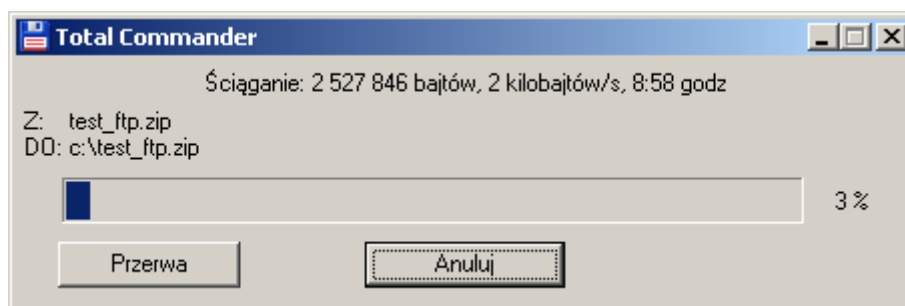 Total Commander
Ściąganie: 2 527 846 bajtów, 2 kilobajtów/s, 8:58 godz
Z: test_ftp.zip
DO: c:\test_ftp.zip
3 %
Przerwa Anuluj